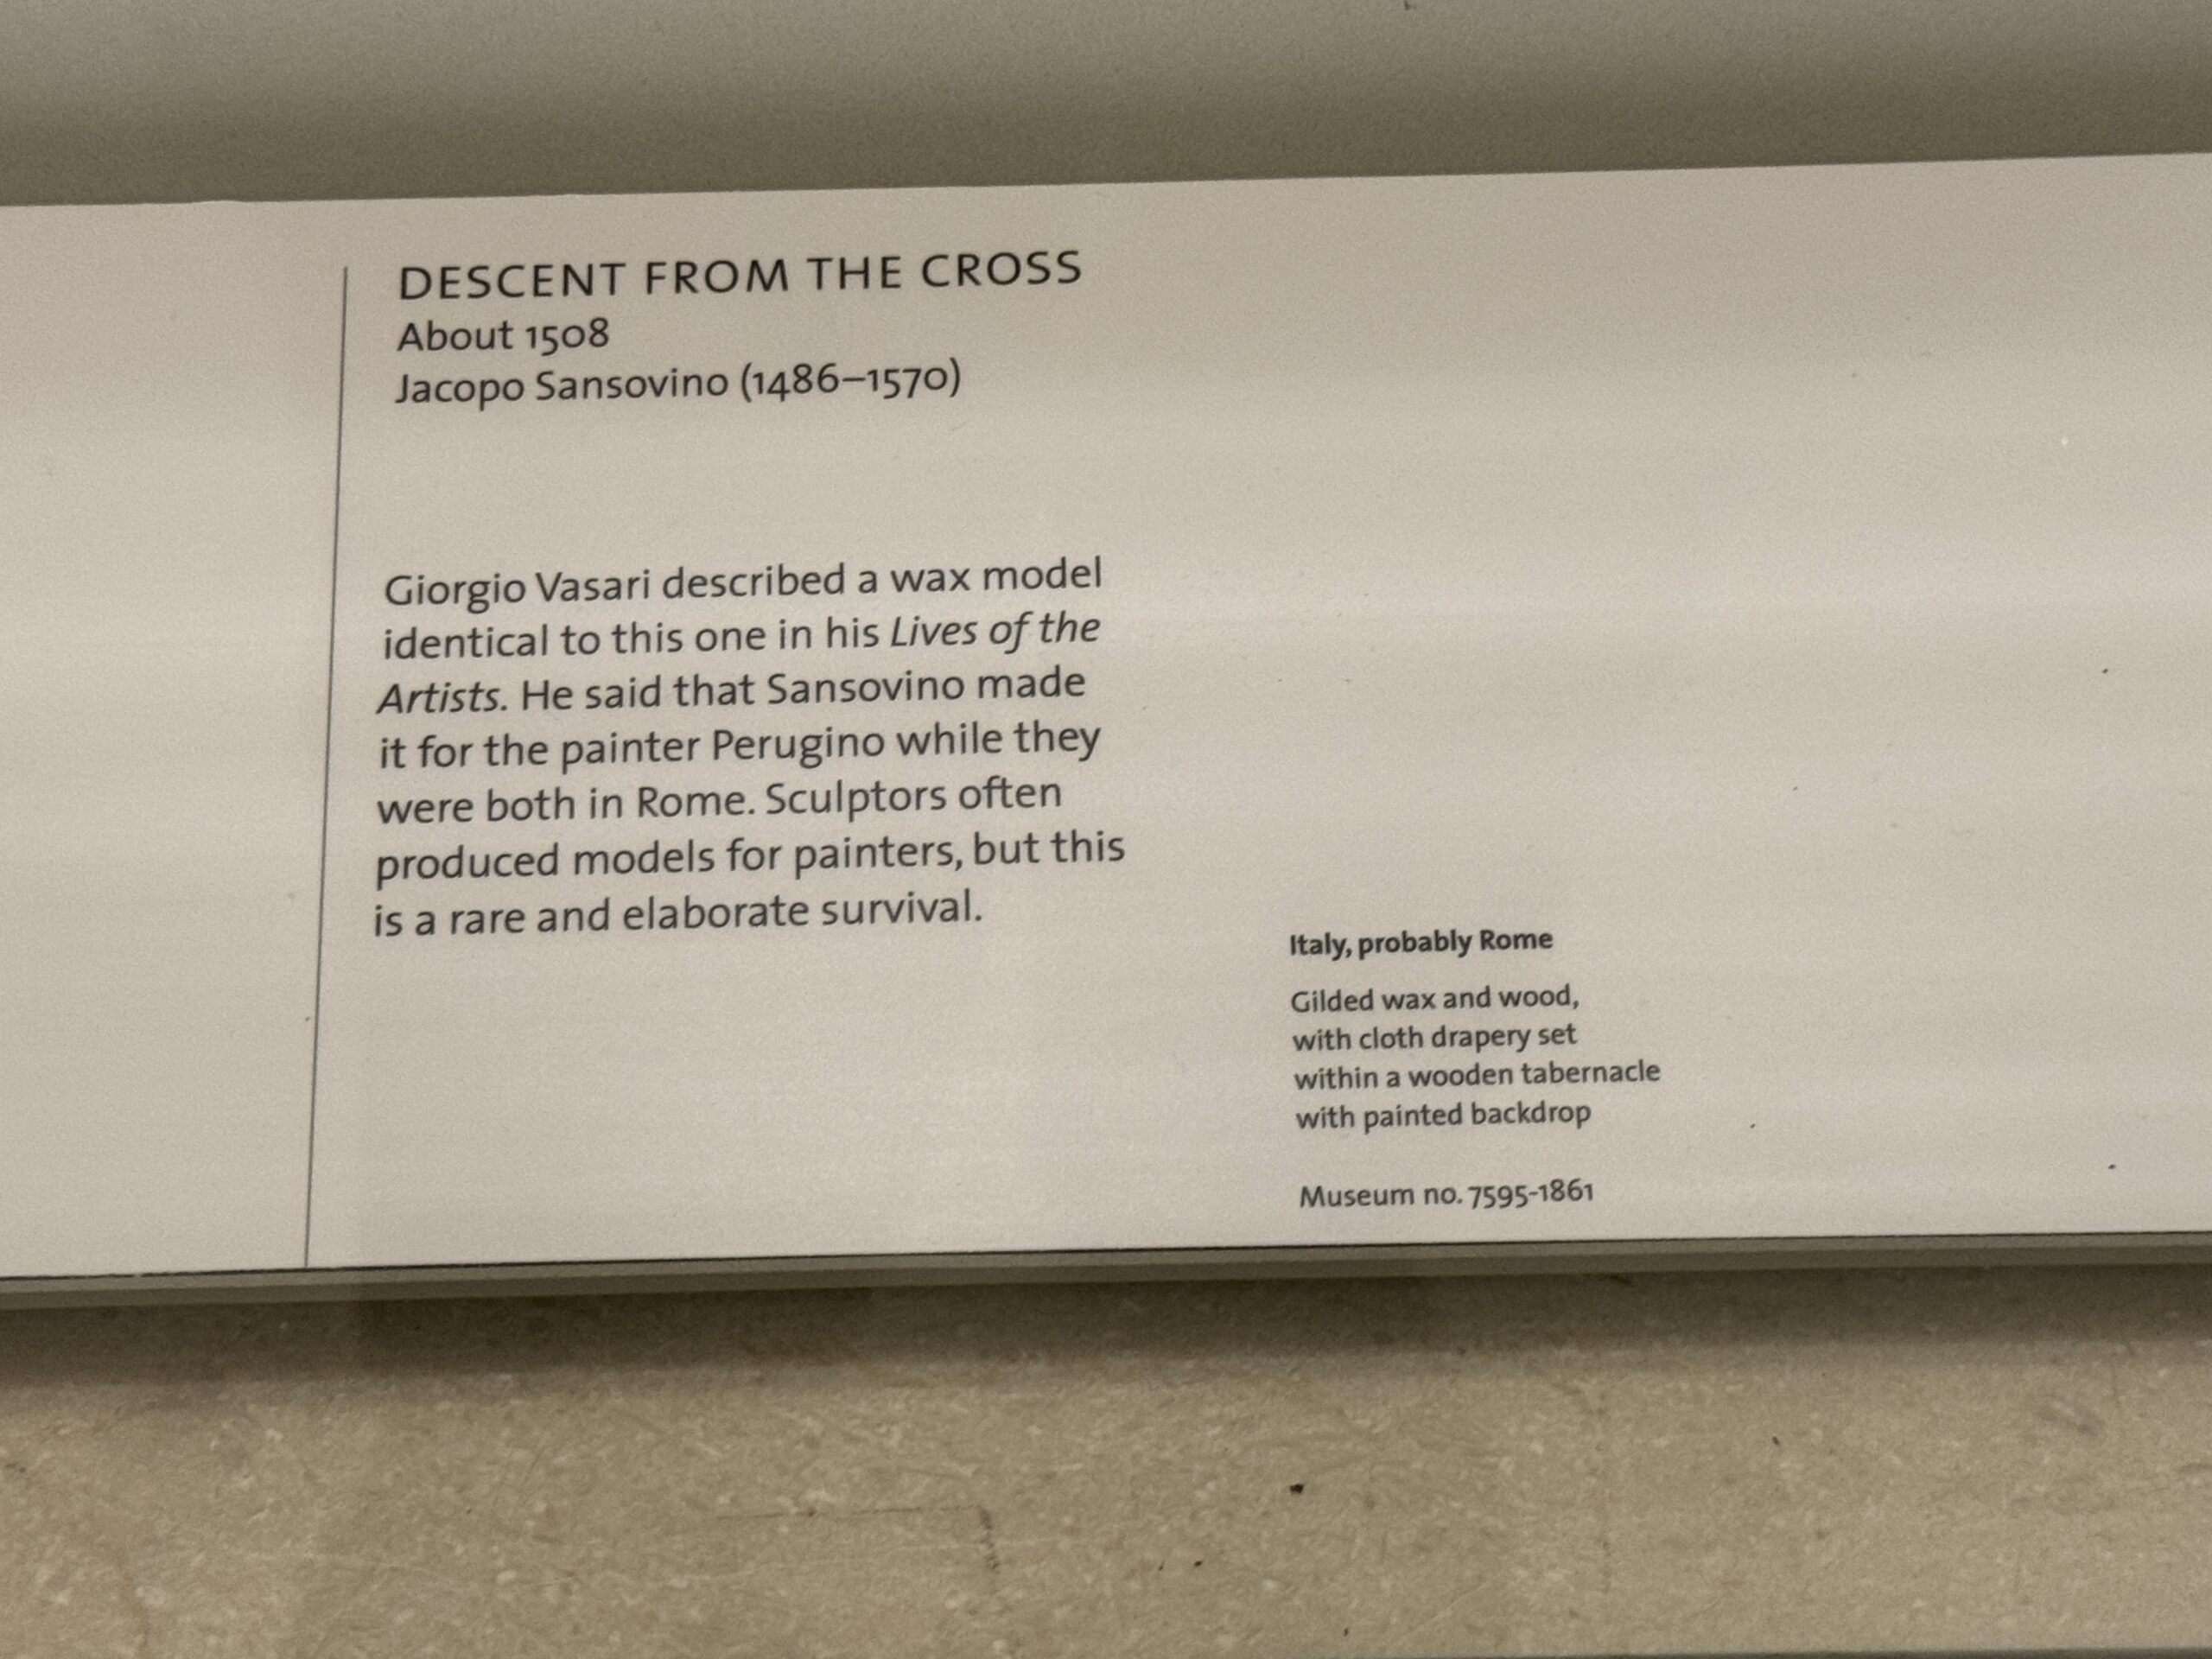 DESCENT FROM THE CROSS
About 1508
Jacopo Sansovino (1486–1570)
Giorgio Vasari described a wax model
identical to this one in his Lives of the
Artists. He said that Sansovino made
it for the painter Perugino while they
were both in Rome. Sculptors often
produced models for painters, but this
is a rare and elaborate survival.
Italy, probably Rome
Gilded wax and wood,
with cloth drapery set
within a wooden tabernacle
with painted backdrop
Museum no. 7595-1861